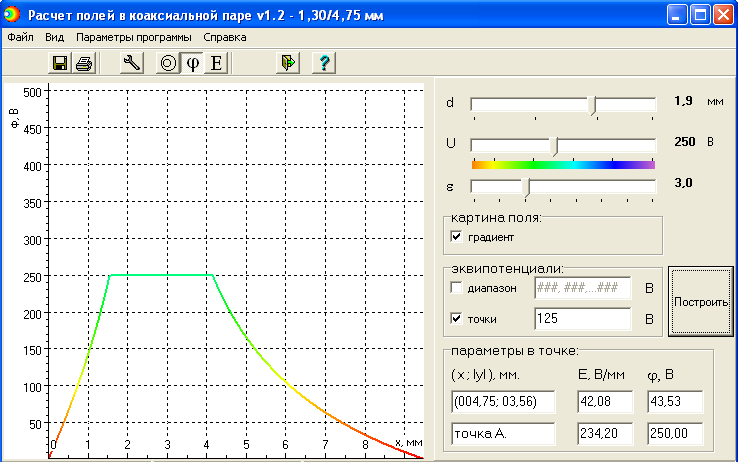 Расчет полей в коаксиальной паре v1.2 - 1,30/4,75 мм
Файл Вид Параметры программы Справка
φ E ?
φ, В
500
450
400
350
300
250
200
150
100
50
0 1 2 3 4 5 6 7 8 x, мм
d 1,9 мм
U 250 В
ε 3,0
картина поля:
градиент
эквипотенциали:
диапазон ###, ###,...### В
точки 125 В
Построить
параметры в точке:
(x ; |y|), мм. E, В/мм φ, В
(004,75; 03,56) 42,08 43,53
точка А. 234,20 250,00